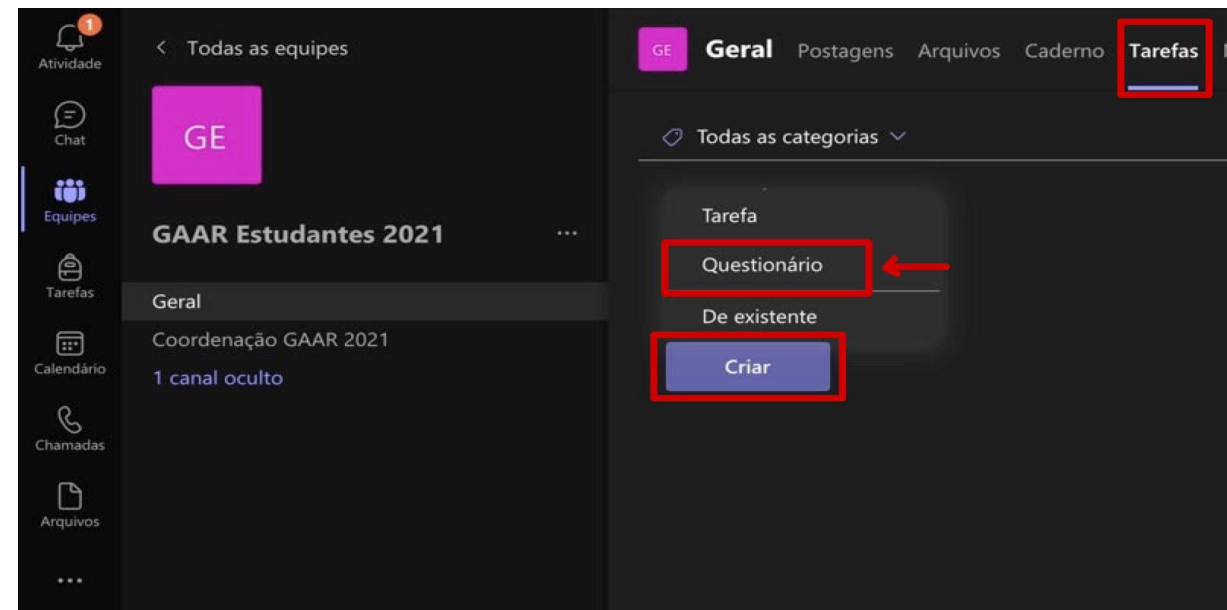 1
Atividade
Chat
Equipes
Tarefas
Calendário
Chamadas
Arquivos
Todas as equipes
GE
GAAR Estudantes 2021
Geral
Coordenação GAAR 2021
1 canal oculto
GE Geral Postagens Arquivos Caderno Tarefas
Todas as categorias
Tarefa
Questionário
De existente
Criar